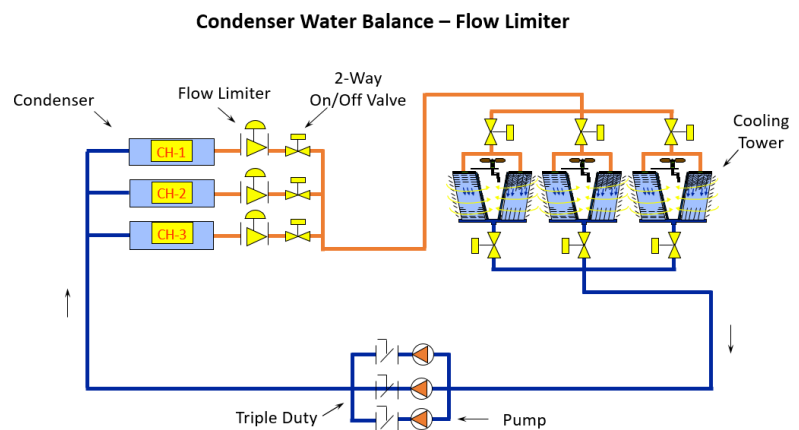 Condenser Water Balance – Flow Limiter
2-Way
On/Off Valve
Flow Limiter
Condenser
Cooling
Tower
CH-1
CH-2
CH-3
Triple Duty
Pump